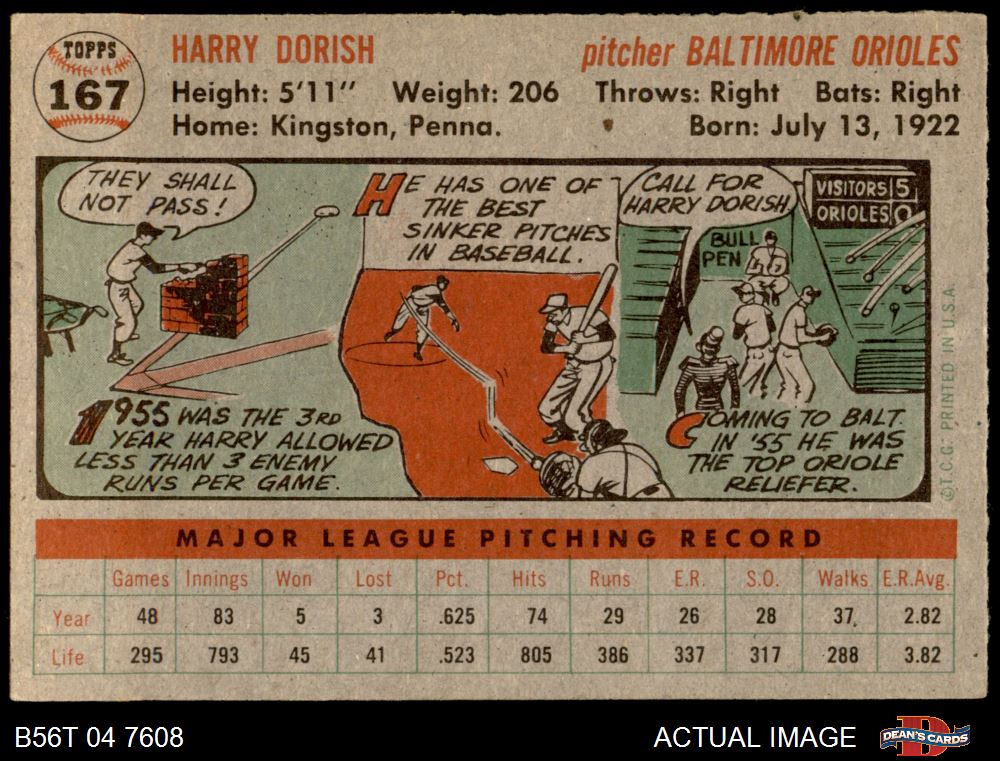 TOPPS
167
HARRY DORISH
pitcher BALTIMORE ORIOLES
Height: 5'11" Weight: 206 Throws: Right Bats: Right
Home: Kingston, Penna. Born: July 13, 1922
THEY SHALL
NOT PASS!
1955 WAS THE 3RD
YEAR HARRY ALLOWED
LESS THAN 3 ENEMY
RUNS PER GAME.
HE HAS ONE OF
THE BEST
SINKER PITCHES
IN BASEBALL.
CALL FOR
HARRY DORISH
VISITORS 5
ORIOLES 0
BULL
PEN
COMING TO BALT.
IN '55 HE WAS
THE TOP ORIOLE
RELIEFER.
©T.C.G. PRINTED IN U.S.A.
MAJOR LEAGUE PITCHING RECORD
Games Innings Won Lost Pct. Hits Runs E.R. S.O. Walks E.R.Avg.
Year 48 83 5 3 .625 74 29 26 28 37 2.82
Life 295 793 45 41 .523 805 386 337 317 288 3.82
B56T 04 7608
ACTUAL IMAGE
DEAN'S CARDS